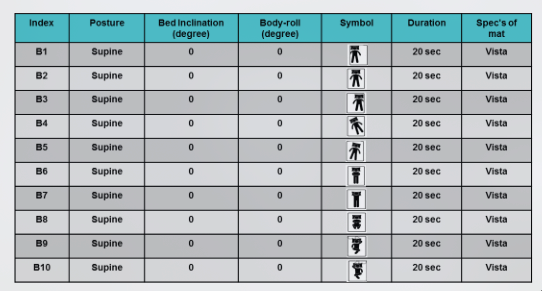 Index Posture Bed Inclination (degree) Body-roll (degree) Symbol Duration Spec's of mat
B1 Supine 0 0 20 sec Vista
B2 Supine 0 0 20 sec Vista
B3 Supine 0 0 20 sec Vista
B4 Supine 0 0 20 sec Vista
B5 Supine 0 0 20 sec Vista
B6 Supine 0 0 20 sec Vista
B7 Supine 0 0 20 sec Vista
B8 Supine 0 0 20 sec Vista
B9 Supine 0 0 20 sec Vista
B10 Supine 0 0 20 sec Vista